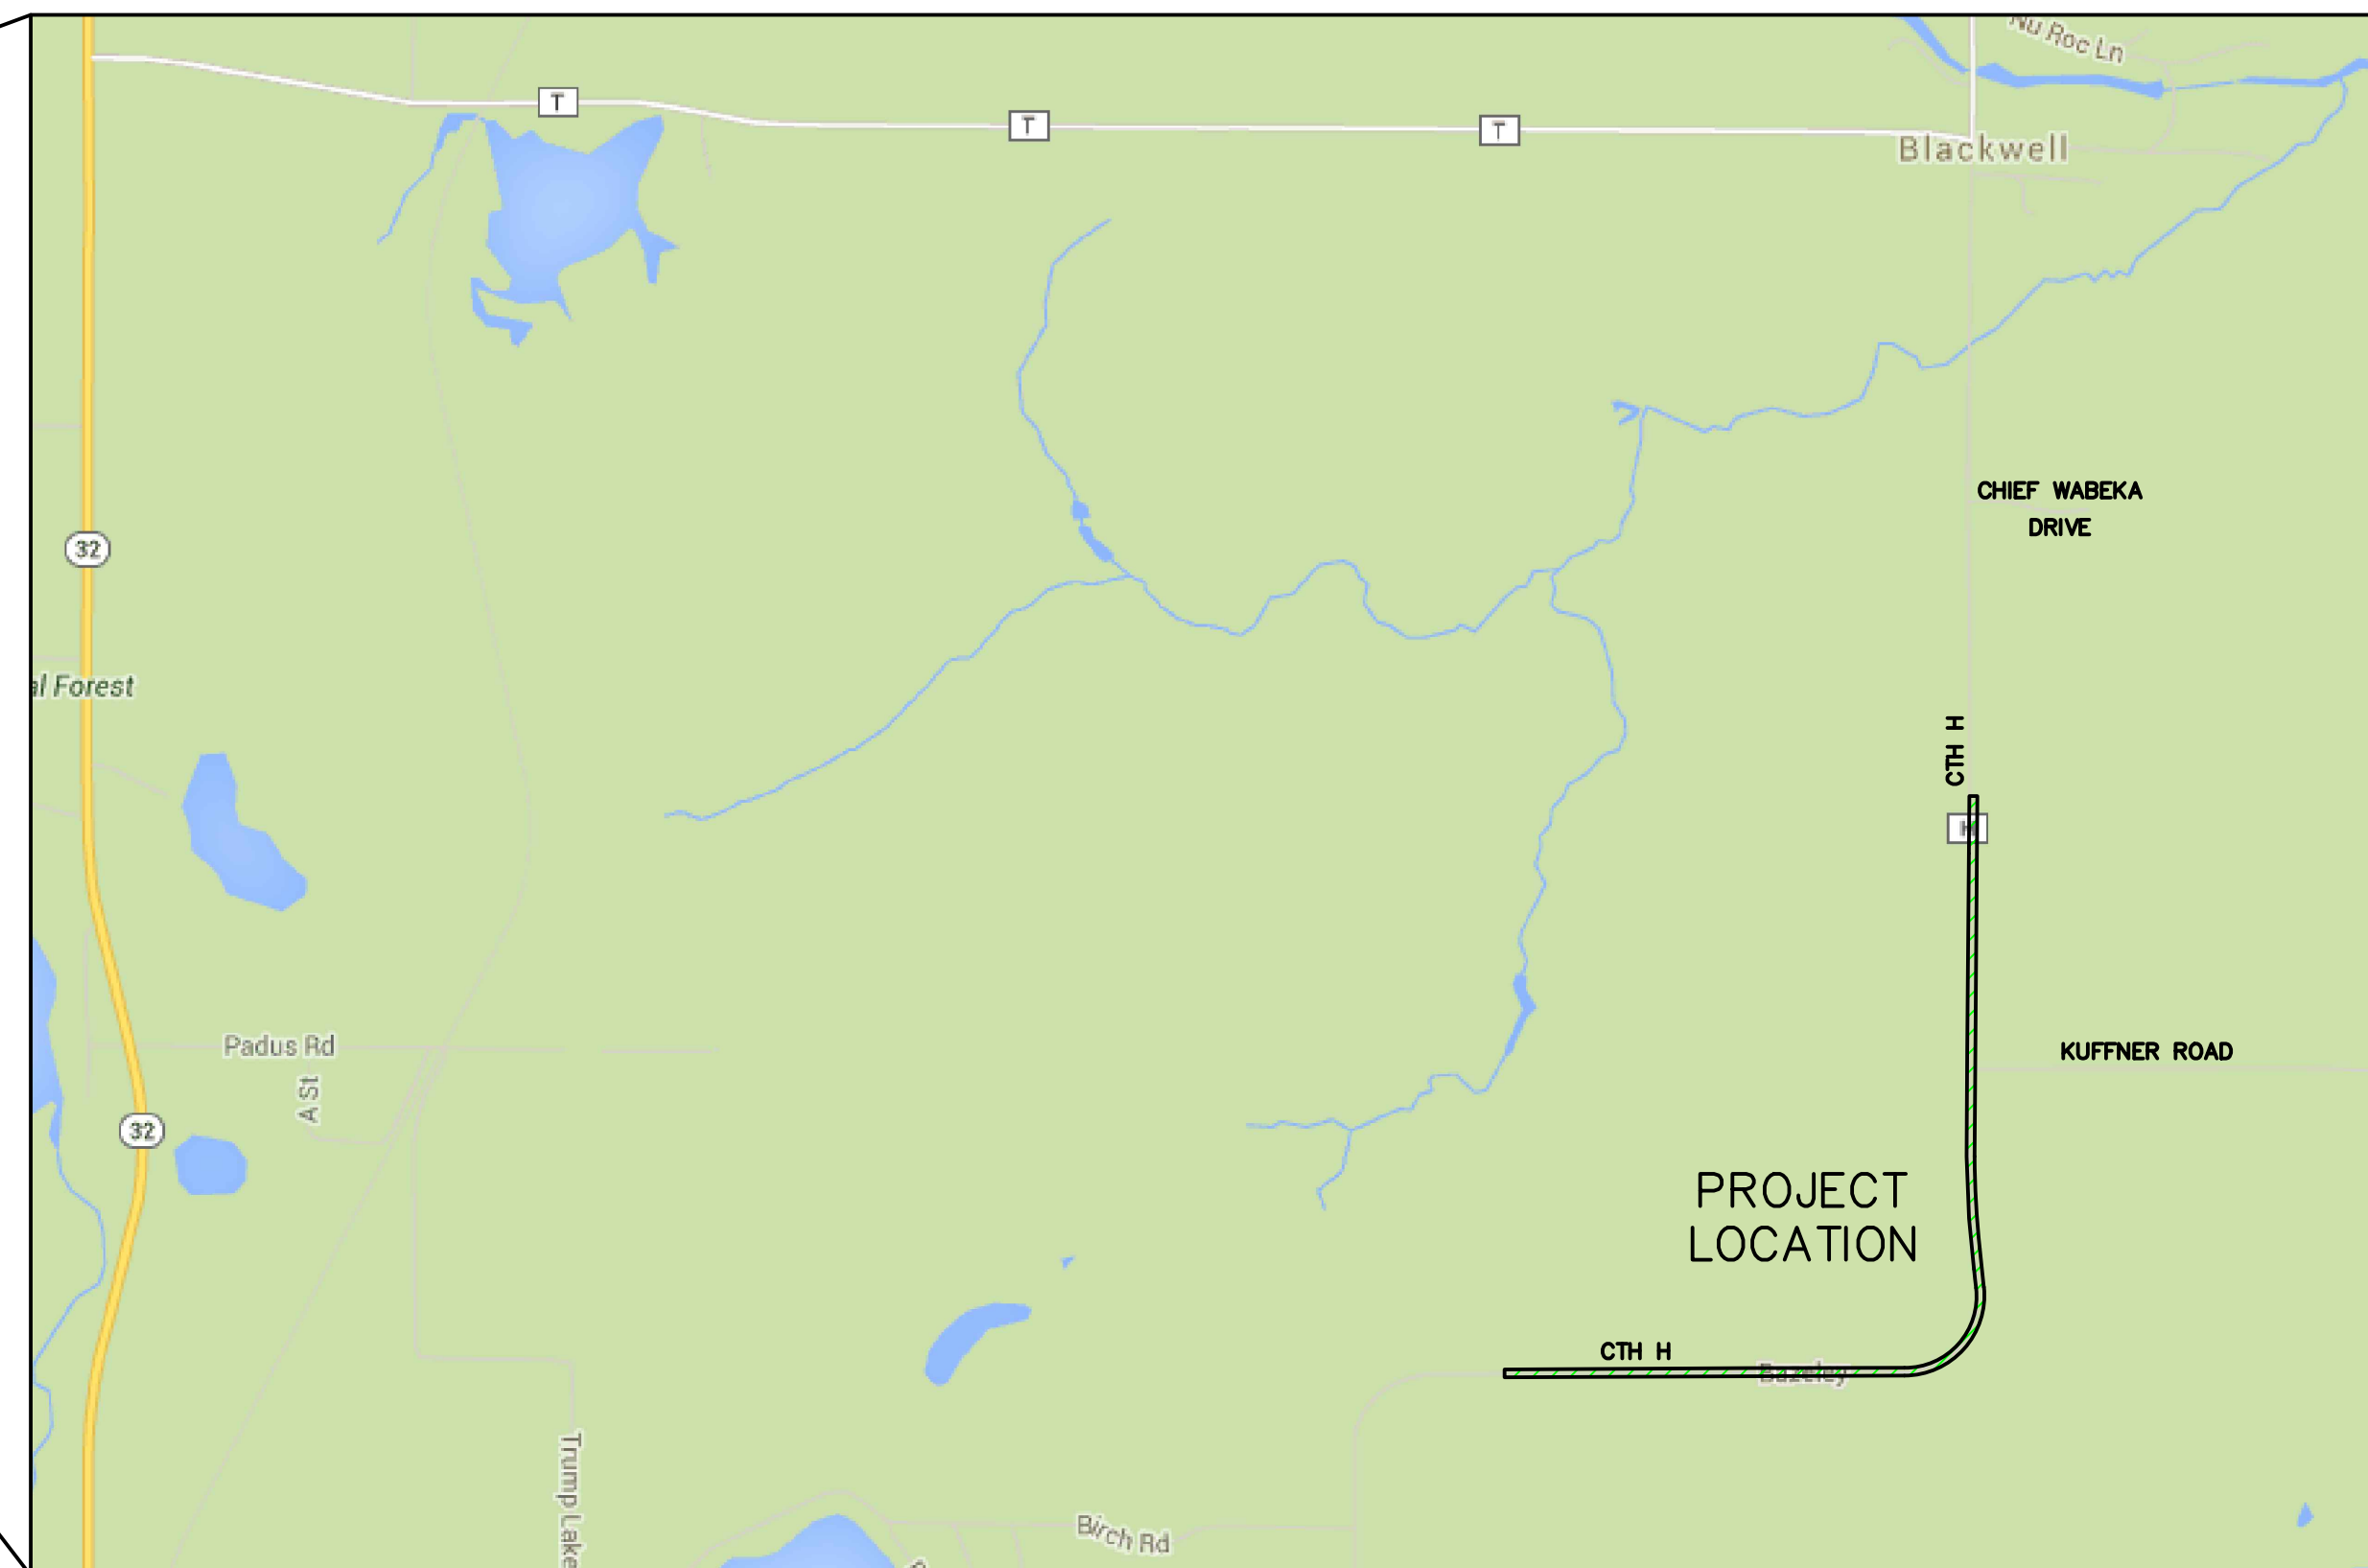 Nu Roc Ln
T
T
T
Blackwell
CHIEF WABEKA
DRIVE
32
al Forest
CTH H
H
Padus Rd
KUFFNER ROAD
A St
32
PROJECT
LOCATION
CTH H
Trump Lake
Birch Rd